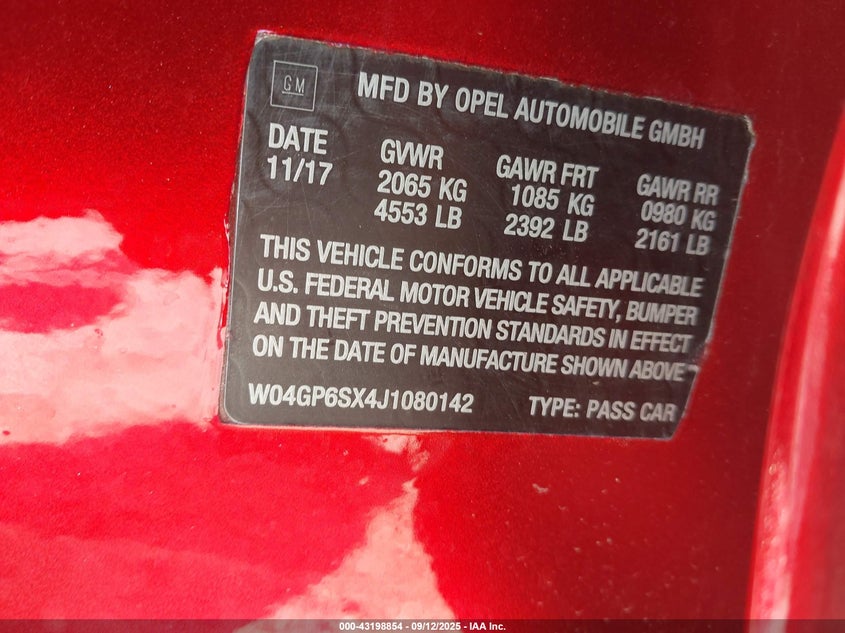 GM
MFD BY OPEL AUTOMOBILE GMBH
DATE
11/17
GVWR
2065 KG
4553 LB
GAWR FRT
1085 KG
2392 LB
GAWR RR
0980 KG
2161 LB
THIS VEHICLE CONFORMS TO ALL APPLICABLE
U.S. FEDERAL MOTOR VEHICLE SAFETY, BUMPER
AND THEFT PREVENTION STANDARDS IN EFFECT
ON THE DATE OF MANUFACTURE SHOWN ABOVE
W04GP6SX4J1080142
TYPE: PASS CAR
000-43198854 - 09/12/2025 - IAA Inc.